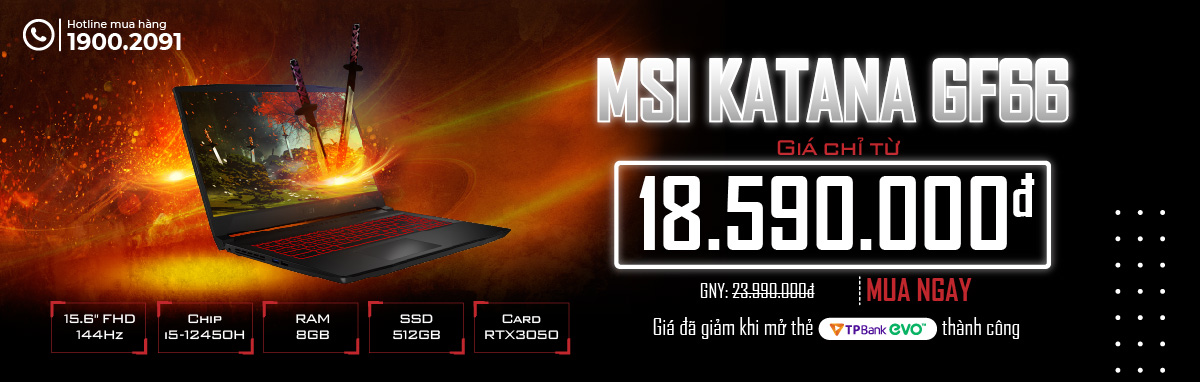 Hotline mua hàng
1900.2091
MSI KATANA GF66
Giá chỉ từ
18.590.000đ
GNY: 23.990.000đ
MUA NGAY
Giá đã giảm khi mở thẻ TPBank evo™ thành công
15.6" FHD
144Hz
Chip
i5-12450H
RAM
8GB
SSD
512GB
Card
RTX3050